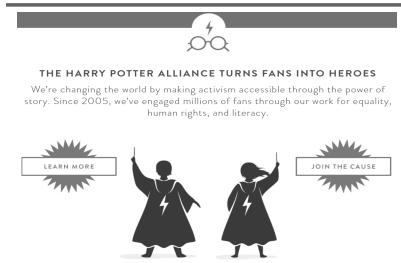 THE HARRY POTTER ALLIANCE TURNS FANS INTO HEROES
We're changing the world by making activism accessible through the power of
story. Since 2005, we've engaged millions of fans through our work for equality,
human rights, and literacy.
LEARN MORE
JOIN THE CAUSE